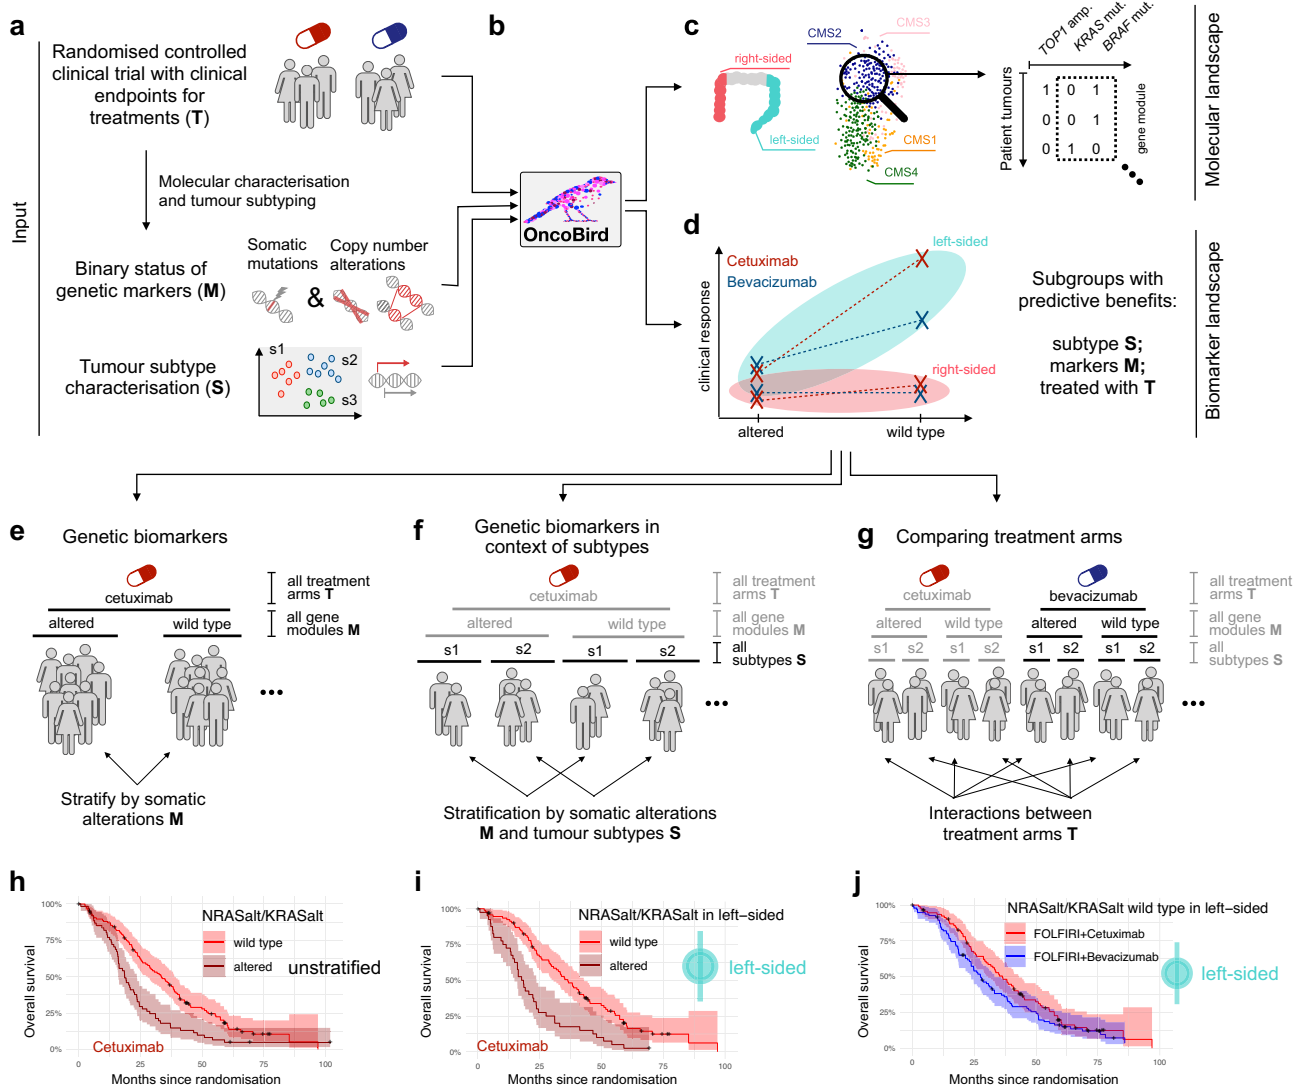 a
Randomised controlled
clinical trial with clinical
endpoints for
treatments (T)
Molecular characterisation
and tumour subtyping
Input
Binary status of
genetic markers (M)
Somatic
mutations
&
Copy number
alterations
Tumour subtype
characterisation (S)
s1
s2
s3
b
OncoBird
c
right-sided
left-sided
CMS2
CMS3
CMS1
CMS4
TOP1 amp.
KRAS mut.
BRAF mut.
Patient tumours
1 0 1
0 0 1
0 1 0
gene module
Molecular landscape
d
Cetuximab
Bevacizumab
left-sided
right-sided
clinical response
altered
wild type
Subgroups with
predictive benefits:
subtype S;
markers M;
treated with T
Biomarker landscape
e
Genetic biomarkers
cetuximab
altered
wild type
all treatment
arms T
all gene
modules M
...
Stratify by somatic
alterations M
f
Genetic biomarkers in
context of subtypes
cetuximab
altered
wild type
s1
s2
s1
s2
all treatment
arms T
all gene
modules M
all
subtypes S
...
Stratification by somatic alterations
M and tumour subtypes S
g
Comparing treatment arms
cetuximab
bevacizumab
altered
wild type
altered
wild type
s1
s2
s1
s2
s1
s2
s1
s2
all treatment
arms T
all gene
modules M
all
subtypes S
...
Interactions between
treatment arms T
h
NRASalt/KRASalt
wild type
altered
unstratified
Cetuximab
Overall survival
100%
75%
50%
25%
0%
0
25
50
75
100
Months since randomisation
i
NRASalt/KRASalt in left-sided
wild type
altered
left-sided
Cetuximab
Overall survival
100%
75%
50%
25%
0%
0
25
50
75
100
Months since randomisation
j
NRASalt/KRASalt wild type in left-sided
FOLFIRI+Cetuximab
FOLFIRI+Bevacizumab
left-sided
Overall survival
100%
75%
50%
25%
0%
0
25
50
75
100
Months since randomisation